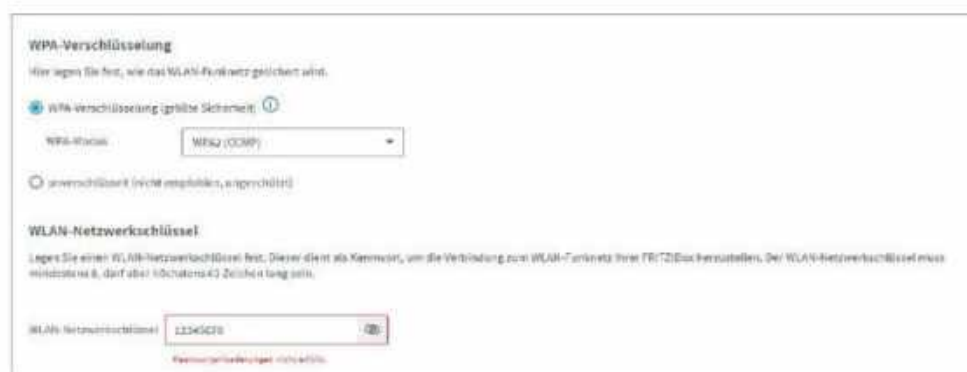 WPA-Verschlüsselung
Hier legen Sie fest, wie das WLAN-Funknetz gesichert wird.
WPA-Verschlüsselung (größte Sicherheit)
WPA-Modus WPA2 (CCMP)
unverschlüsselt (nicht empfohlen, ungeschützt)
WLAN-Netzwerkschlüssel
Legen Sie einen WLAN-Netzwerkschlüssel fest. Dieser dient als Kennwort, um die Verbindung zum WLAN-Funknetz Ihrer FRITZ!Box herzustellen. Der WLAN-Netzwerkschlüssel muss
mindestens 8, darf aber höchstens 63 Zeichen lang sein.
WLAN-Netzwerkschlüssel
nicht erfüllt.